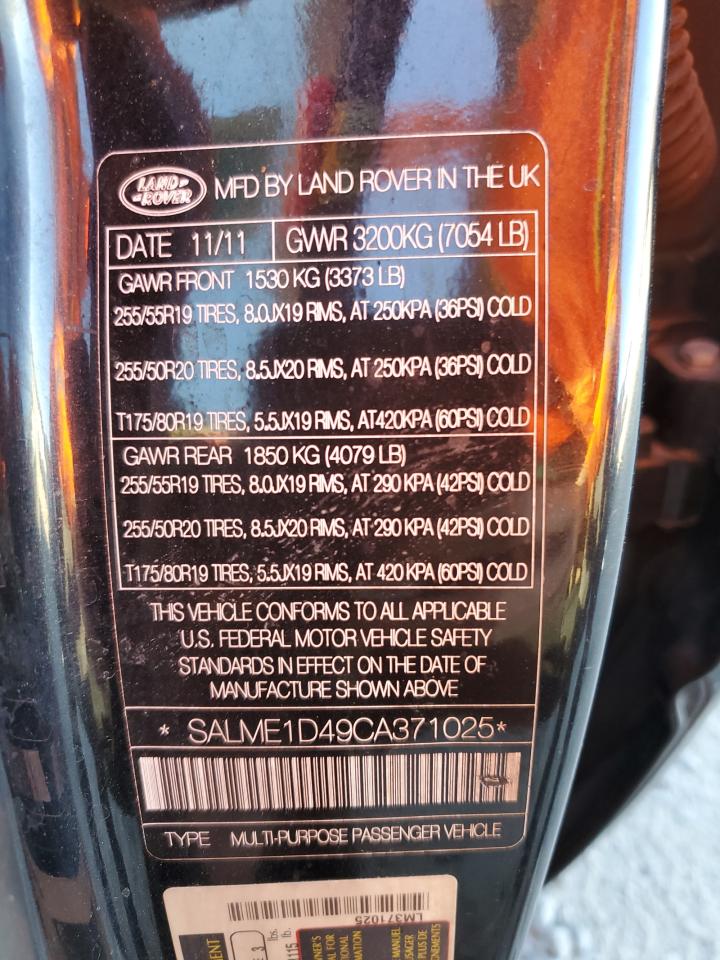 LAND-
-ROVER
MFD BY LAND ROVER IN THE UK
DATE 11/11 GVWR 3200KG (7054 LB)
GAWR FRONT 1530 KG (3373 LB)
255/55R19 TIRES, 8.0JX19 RIMS, AT 250KPA (36PSI) COLD
255/50R20 TIRES, 8.5JX20 RIMS, AT 250KPA (36PSI) COLD
T175/80R19 TIRES, 5.5JX19 RIMS, AT420KPA (60PSI) COLD
GAWR REAR 1850 KG (4079 LB)
255/55R19 TIRES, 8.0JX19 RIMS, AT 290 KPA (42PSI) COLD
255/50R20 TIRES, 8.5JX20 RIMS, AT 290 KPA (42PSI) COLD
T175/80R19 TIRES, 5.5JX19 RIMS, AT 420 KPA (60PSI) COLD
THIS VEHICLE CONFORMS TO ALL APPLICABLE
U.S. FEDERAL MOTOR VEHICLE SAFETY
STANDARDS IN EFFECT ON THE DATE OF
MANUFACTURE SHOWN ABOVE
* SALME1D49CA371025*
TYPE MULTI-PURPOSE PASSENGER VEHICLE
LM371025
3
115 lb.
MANUEL
PLUS DE